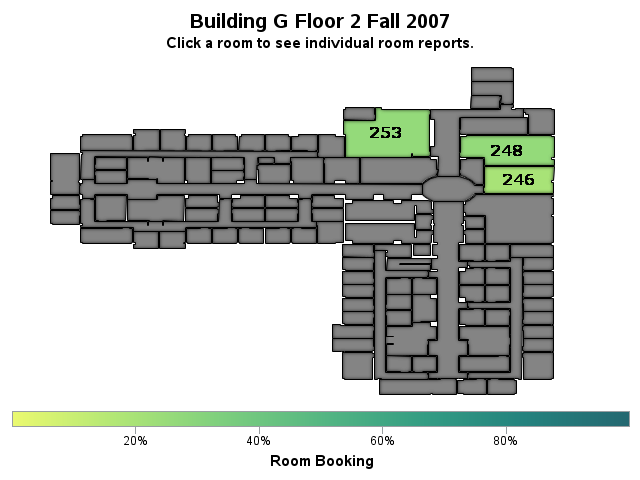 Building G Floor 2 Fall 2007
Click a room to see individual room reports.
253
248
246
20% 40% 60% 80%
Room Booking